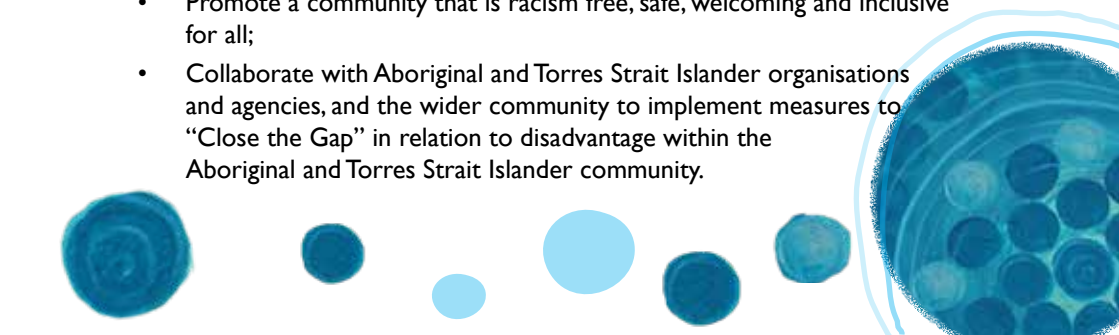 • Promote a community that is racism free, safe, welcoming and inclusive
for all;
• Collaborate with Aboriginal and Torres Strait Islander organisations
and agencies, and the wider community to implement measures to
“Close the Gap” in relation to disadvantage within the
Aboriginal and Torres Strait Islander community.